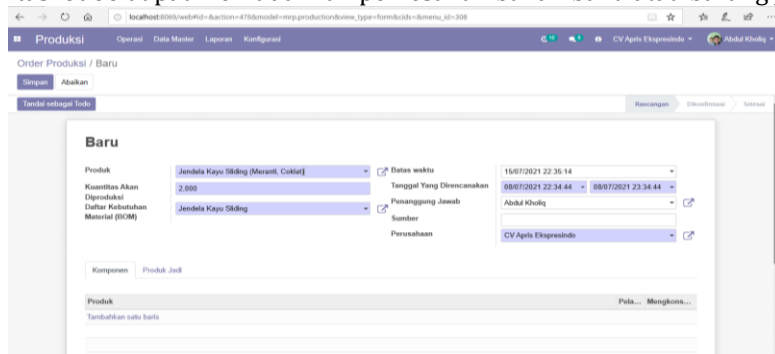 localhost:8069/web#id=&action=478&model=mrp.production&view_type=form&cids=&menu_id=308
Produksi Operasi Data Master Laporan Konfigurasi CV Apris Ekspresindo Abdul Kholiq
Order Produksi / Baru
Simpan Abaikan
Tandai sebagai Todo Rancangan Dikonfirmasi Selesai
Baru
Produk Jendela Kayu Sliding (Meranti, Coklat) Batas waktu 15/07/2021 22:35:14
Kuantitas Akan Diproduksi 2,000 Tanggal Yang Direncanakan 08/07/2021 22:34:44 08/07/2021 23:34:44
Daftar Kebutuhan Material (BOM) Jendela Kayu Sliding Penanggung Jawab Abdul Kholiq
Sumber
Perusahaan CV Apris Ekspresindo
Komponen Produk Jadi
Produk Pela... Mengkons...
Tambahkan satu baris